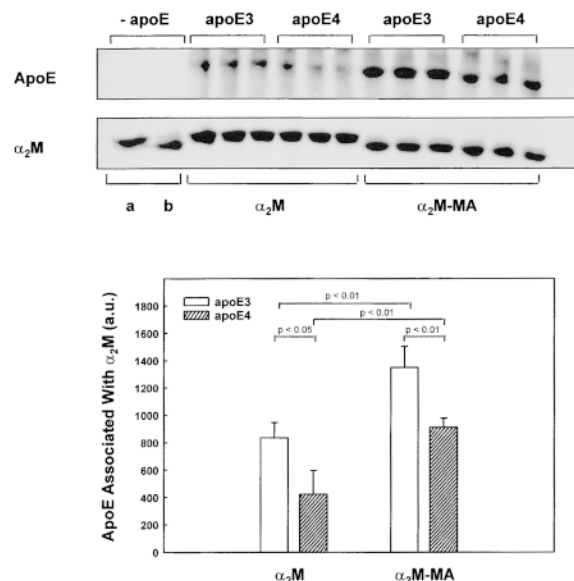 - apoE apoE3 apoE4 apoE3 apoE4
ApoE
α₂M
a b α₂M α₂M-MA
ApoE Associated With α₂M (a.u.)
1800
1600
1400
1200
1000
800
600
400
200
0
apoE3
apoE4
p < 0.01
p < 0.01
p < 0.05
p < 0.01
α₂M α₂M-MA